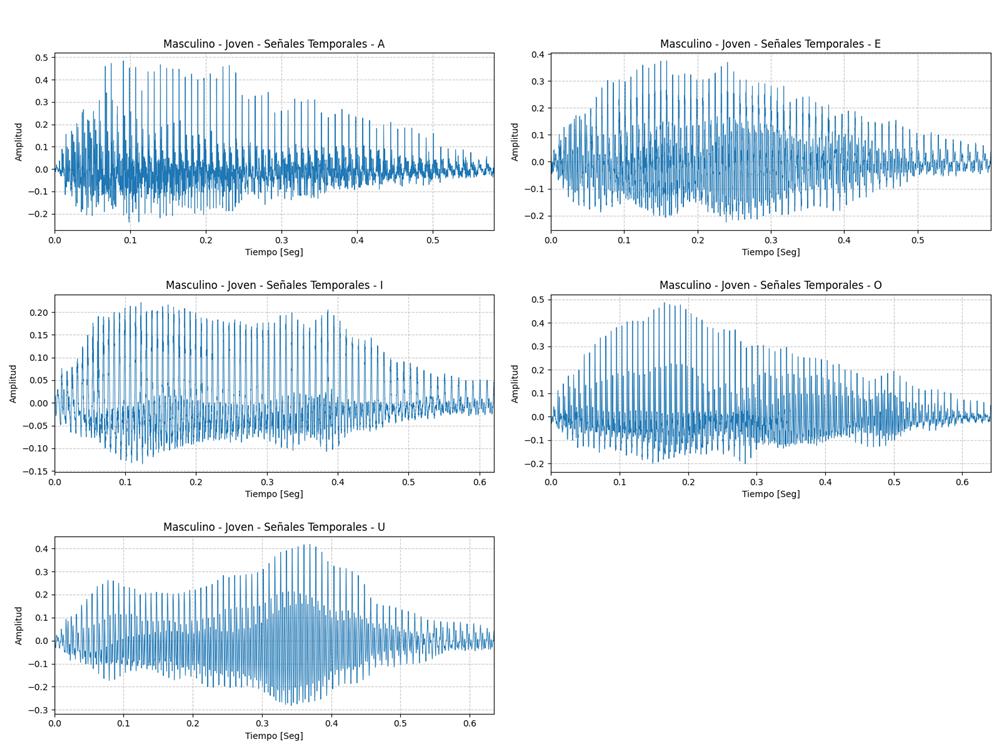 Masculino - Joven - Señales Temporales - A
0.5
0.4
0.3
0.2
0.1
0.0
−0.1
−0.2
Amplitud
0.0 0.1 0.2 0.3 0.4 0.5
Tiempo [Seg]
Masculino - Joven - Señales Temporales - E
0.4
0.3
0.2
0.1
0.0
−0.1
−0.2
Amplitud
0.0 0.1 0.2 0.3 0.4 0.5
Tiempo [Seg]
Masculino - Joven - Señales Temporales - I
0.20
0.15
0.10
0.05
0.00
−0.05
−0.10
−0.15
Amplitud
0.0 0.1 0.2 0.3 0.4 0.5 0.6
Tiempo [Seg]
Masculino - Joven - Señales Temporales - O
0.5
0.4
0.3
0.2
0.1
0.0
−0.1
−0.2
Amplitud
0.0 0.1 0.2 0.3 0.4 0.5 0.6
Tiempo [Seg]
Masculino - Joven - Señales Temporales - U
0.4
0.3
0.2
0.1
0.0
−0.1
−0.2
−0.3
Amplitud
0.0 0.1 0.2 0.3 0.4 0.5 0.6
Tiempo [Seg]